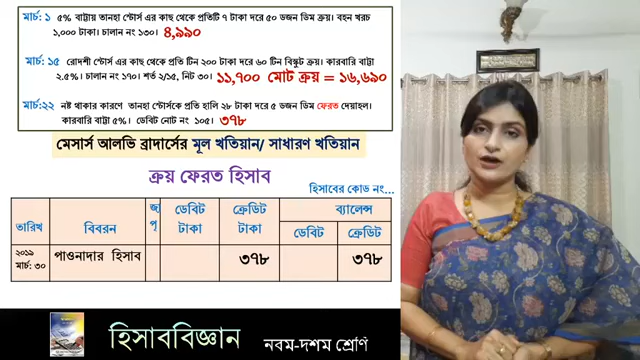 মার্চ: ১ ৫% বাট্টায় তানহা স্টোর্স এর কাছ থেকে প্রতিটি ৭ টাকা দরে ৫০ ডজন ডিম ক্রয়। বহন খরচ
১,০০০ টাকা। চালান নং ১৩০। ৪,৯৯০
মার্চ: ১৫ রোদশী স্টোর্স এর কাছ থেকে প্রতি টিন ২০০ টাকা দরে ৬০ টিন বিস্কুট ক্রয়। কারবারি বাট্টা
২.৫%। চালান নং ১৭০। শর্ত ২/১৫, নিট ৩০। ১১,৭০০ মোট ক্রয় = ১৬,৬৯০
মার্চ:২২ নষ্ট থাকার কারণে তানহা স্টোর্সকে প্রতি হালি ২৮ টাকা দরে ৫ ডজন ডিম ফেরত দেয়াহল।
কারবারি বাট্টা ৫%। ডেবিট নোট নং ১০৫। ৩৭৮
মেসার্স আলভি ব্রাদার্সের মূল খতিয়ান/ সাধারণ খতিয়ান
ক্রয় ফেরত হিসাব
হিসাবের কোড নং...
তারিখ বিবরন জা পৃ ডেবিট টাকা ক্রেডিট টাকা ব্যালেন্স
ডেবিট ক্রেডিট
২০১৯ মার্চ: ৩০ পাওনাদার হিসাব ৩৭৮ ৩৭৮
হিসাববিজ্ঞান নবম-দশম শ্রেণি